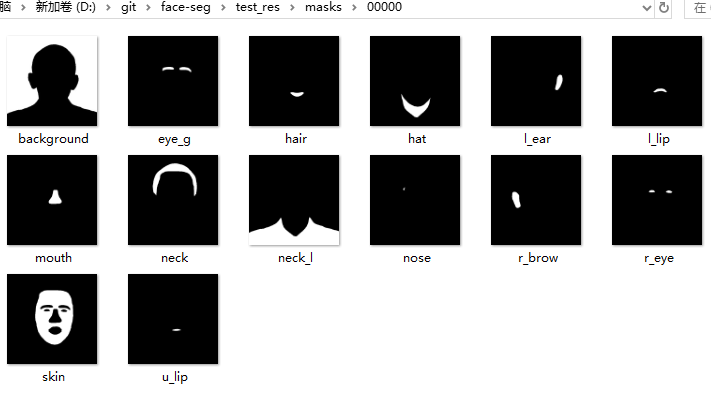 脑 › 新加卷 (D:) › git › face-seg › test_res › masks › 00000
在
background eye_g hair hat l_ear l_lip
mouth neck neck_l nose r_brow r_eye
skin u_lip